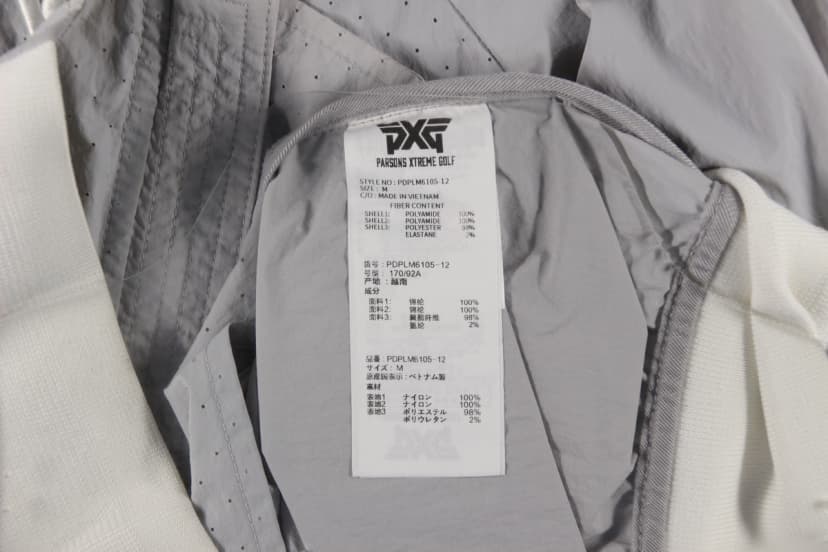 PXG
PARSONS XTREME GOLF
STYLE NO : PDPLM6105-12
SIZE : M
C/O : MADE IN VIETNAM
FIBER CONTENT
SHELL1: POLYAMIDE 100%
SHELL2: POLYAMIDE 100%
SHELL3: POLYESTER 98%
ELASTANE 2%
货号 : PDPLM6105-12
号型 : 170/92A
产地 : 越南
成分
面料1: 锦纶 100%
面料2: 锦纶 100%
面料3: 聚酯纤维 98%
氨纶 2%
品番 : PDPLM6105-12
サイズ : M
原産国表示 : ベトナム製
素材
表地1 ナイロン 100%
表地2 ナイロン 100%
表地3 ポリエステル 98%
ポリウレタン 2%